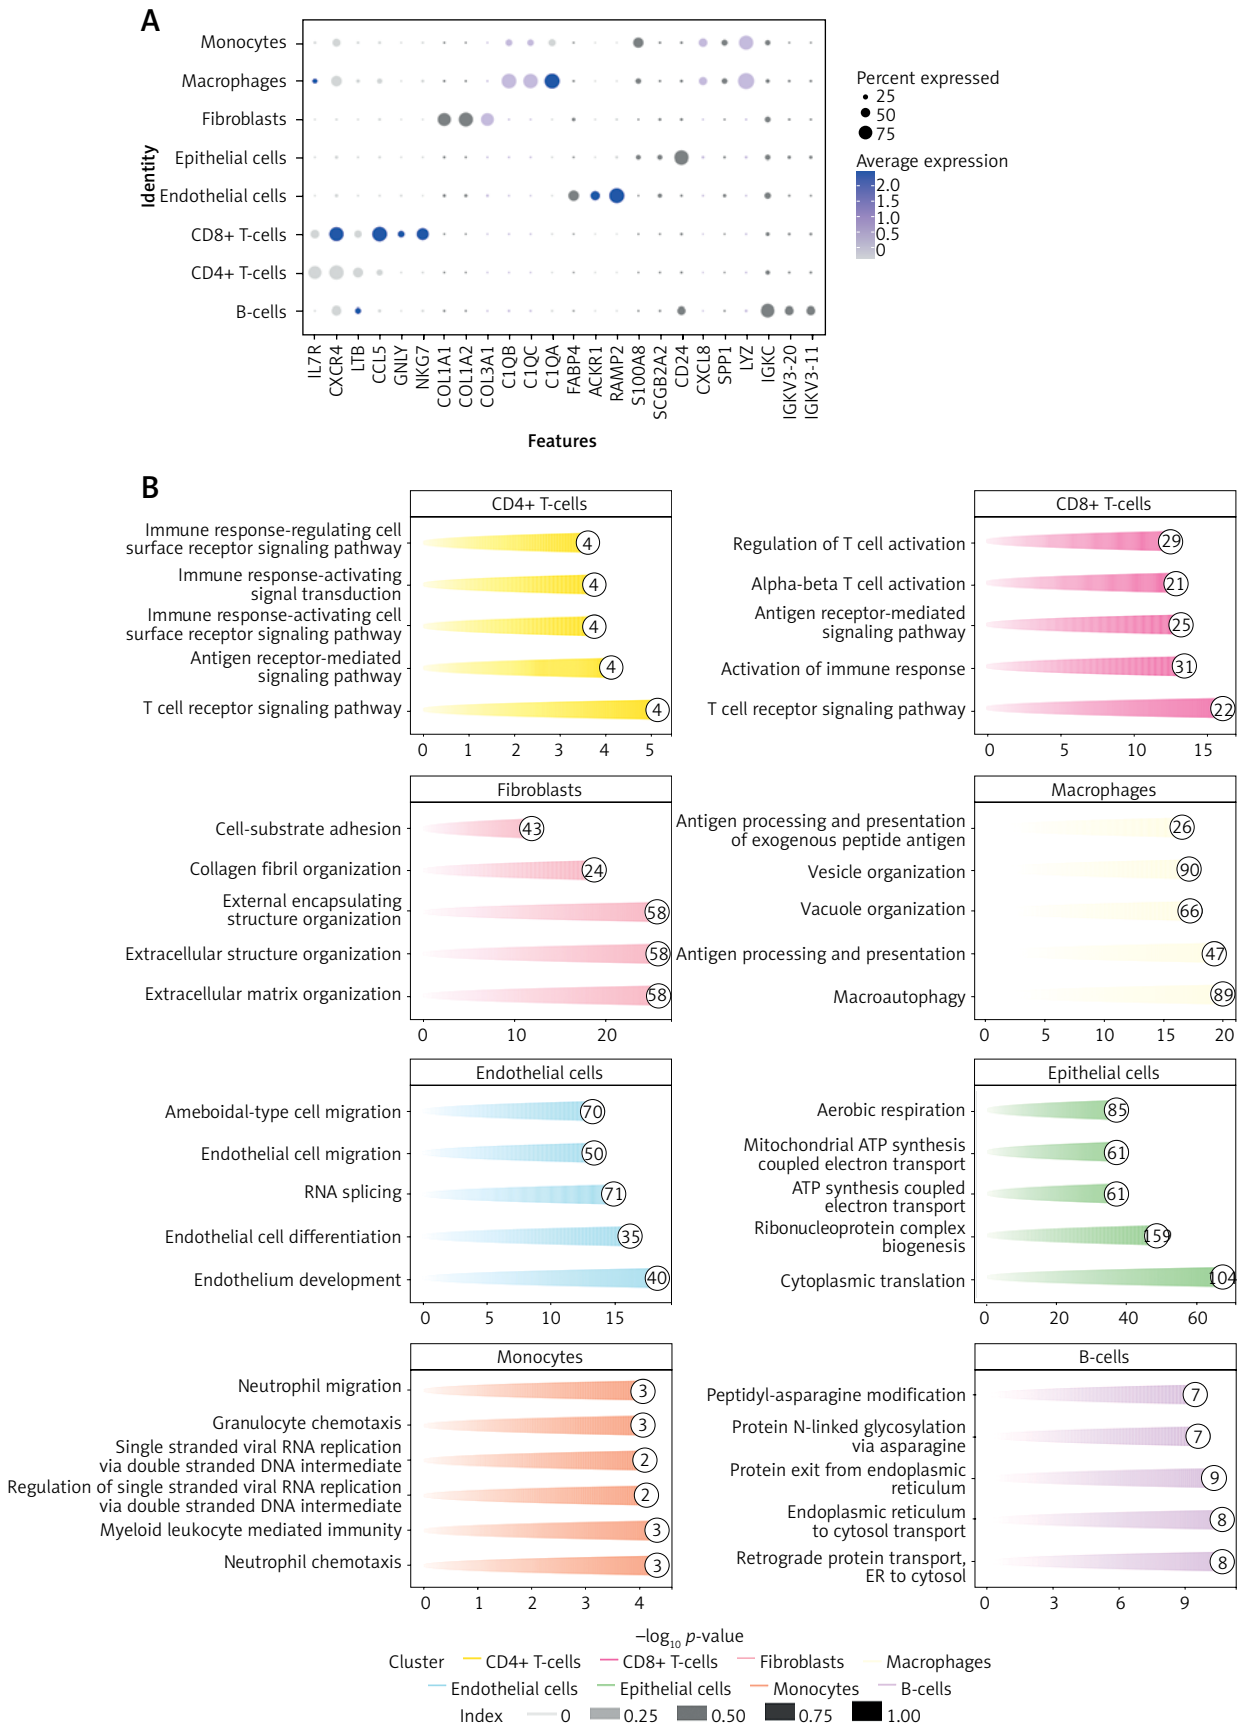 A
Identity
Monocytes
Macrophages
Fibroblasts
Epithelial cells
Endothelial cells
CD8+ T-cells
CD4+ T-cells
B-cells
IL7R
CXCR4
LTB
CCL5
GNLY
NKG7
COL1A1
COL1A2
COL3A1
C1QB
C1QC
C1QA
FABP4
ACKR1
RAMP2
S100A8
SCGB2A2
CD24
CXCL8
SPP1
LYZ
IGKC
IGKV3-20
IGKV3-11
Features
Percent expressed
25
50
75
Average expression
2.0
1.5
1.0
0.5
0
B
CD4+ T-cells
Immune response-regulating cell
surface receptor signaling pathway
4
Immune response-activating
signal transduction
4
Immune response-activating cell
surface receptor signaling pathway
4
Antigen receptor-mediated
signaling pathway
4
T cell receptor signaling pathway
4
0 1 2 3 4 5
CD8+ T-cells
Regulation of T cell activation
29
Alpha-beta T cell activation
21
Antigen receptor-mediated
signaling pathway
25
Activation of immune response
31
T cell receptor signaling pathway
22
0 5 10 15
Fibroblasts
Cell-substrate adhesion
43
Collagen fibril organization
24
External encapsulating
structure organization
58
Extracellular structure organization
58
Extracellular matrix organization
58
0 10 20
Macrophages
Antigen processing and presentation
of exogenous peptide antigen
26
Vesicle organization
90
Vacuole organization
66
Antigen processing and presentation
47
Macroautophagy
89
0 5 10 15 20
Endothelial cells
Ameboidal-type cell migration
70
Endothelial cell migration
50
RNA splicing
71
Endothelial cell differentiation
35
Endothelium development
40
0 5 10 15
Epithelial cells
Aerobic respiration
85
Mitochondrial ATP synthesis
coupled electron transport
61
ATP synthesis coupled
electron transport
61
Ribonucleoprotein complex
biogenesis
159
Cytoplasmic translation
104
0 20 40 60
Monocytes
Neutrophil migration
3
Granulocyte chemotaxis
3
Single stranded viral RNA replication
via double stranded DNA intermediate
2
Regulation of single stranded viral RNA replication
via double stranded DNA intermediate
2
Myeloid leukocyte mediated immunity
3
Neutrophil chemotaxis
3
0 1 2 3 4
B-cells
Peptidyl-asparagine modification
7
Protein N-linked glycosylation
via asparagine
7
Protein exit from endoplasmic
reticulum
9
Endoplasmic reticulum
to cytosol transport
8
Retrograde protein transport,
ER to cytosol
8
0 3 6 9
–log10 p-value
Cluster CD4+ T-cells CD8+ T-cells Fibroblasts Macrophages
Endothelial cells Epithelial cells Monocytes B-cells
Index 0 0.25 0.50 0.75 1.00